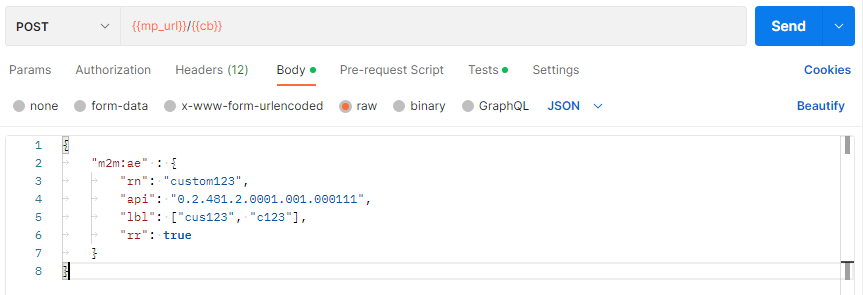 POST {{mp_url}}/{{cb}} Send
Params Authorization Headers (12) Body Pre-request Script Tests Settings Cookies
none form-data x-www-form-urlencoded raw binary GraphQL JSON Beautify
1 {
2 "m2m:ae" : {
3 "rn": "custom123",
4 "api": "0.2.481.2.0001.001.000111",
5 "lbl": ["cus123", "c123"],
6 "rr": true
7 }
8 }